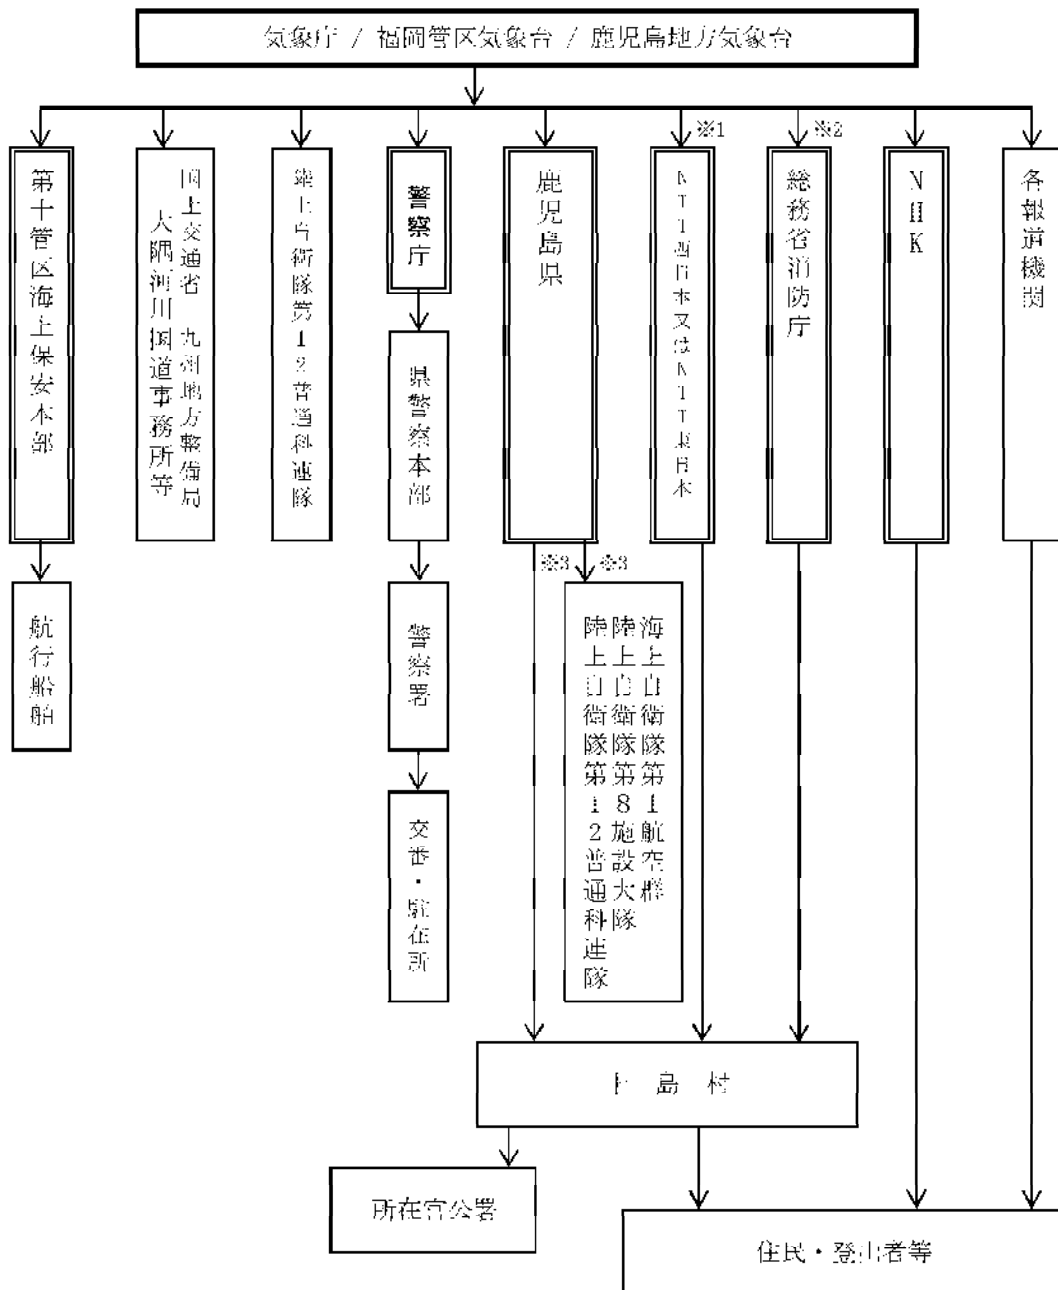 気象庁 / 福岡管区気象台 / 鹿児島地方気象台
※1
※2
第十管区海上保安本部
国土交通省 九州地方整備局
大隅河川国道事務所等
陸上自衛隊第12普通科連隊
警察庁
鹿児島県
NTT西日本又はNTT東日本
総務省消防庁
NHK
各報道機関
県警察本部
※3
※3
航行船舶
警察署
海上自衛隊第1航空群
陸上自衛隊第8施設大隊
陸上自衛隊第12普通科連隊
交番・駐在所
島 村
所在官公署
住民・登山者等